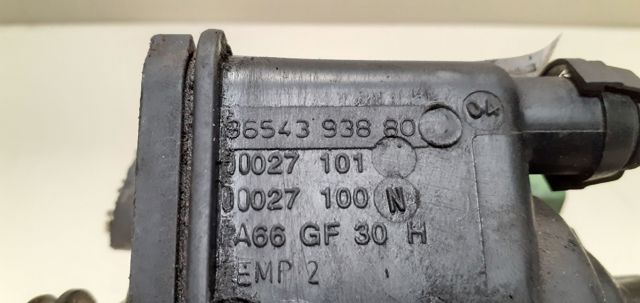 96543 938 80 04
00027 101
00027 100 N
PA66 GF 30 H
EMP 2